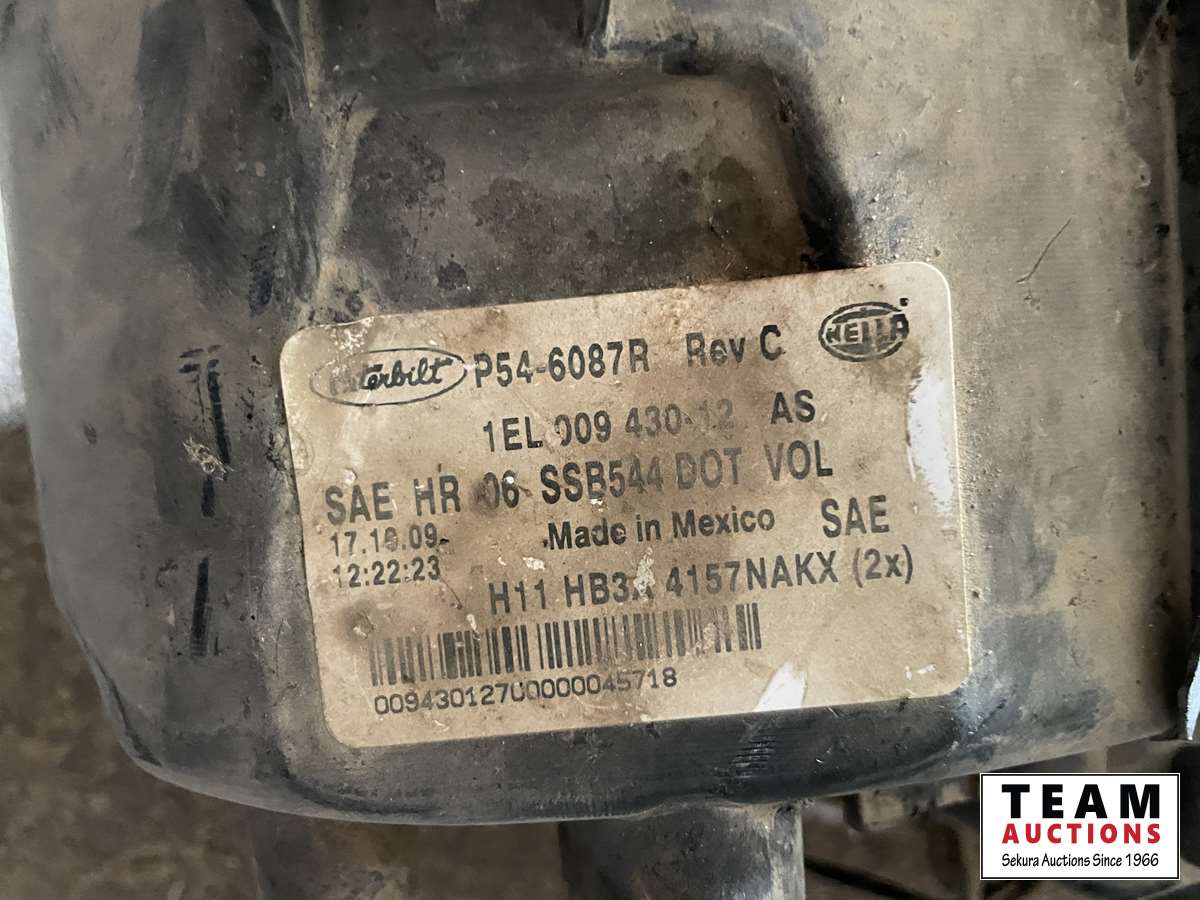 Peterbilt P54-6087R Rev C HELLA
1EL 009 430-12 AS
SAE HR 06 SSB544 DOT VOL
17.10.09 Made in Mexico SAE
12:22:23
H11 HB3A 4157NAKX (2x)
00943012700000045718
TEAM
AUCTIONS
Sekura Auctions Since 1966